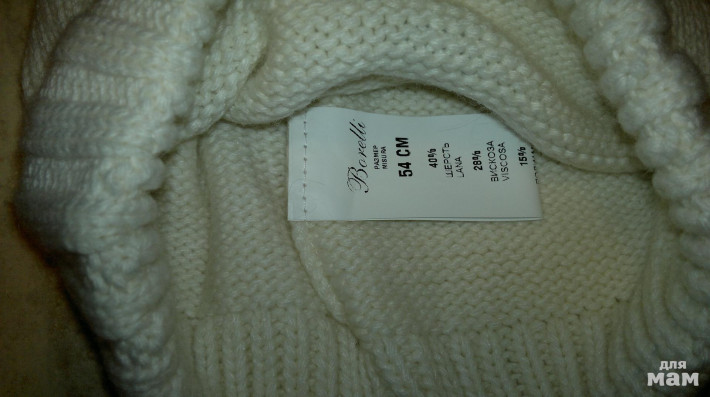 Borelli
РАЗМЕР
MISURA
54 CM
40%
ШЕРСТЬ
LANA
28%
ВИСКОЗА
VISCOSA
15%
для
мам